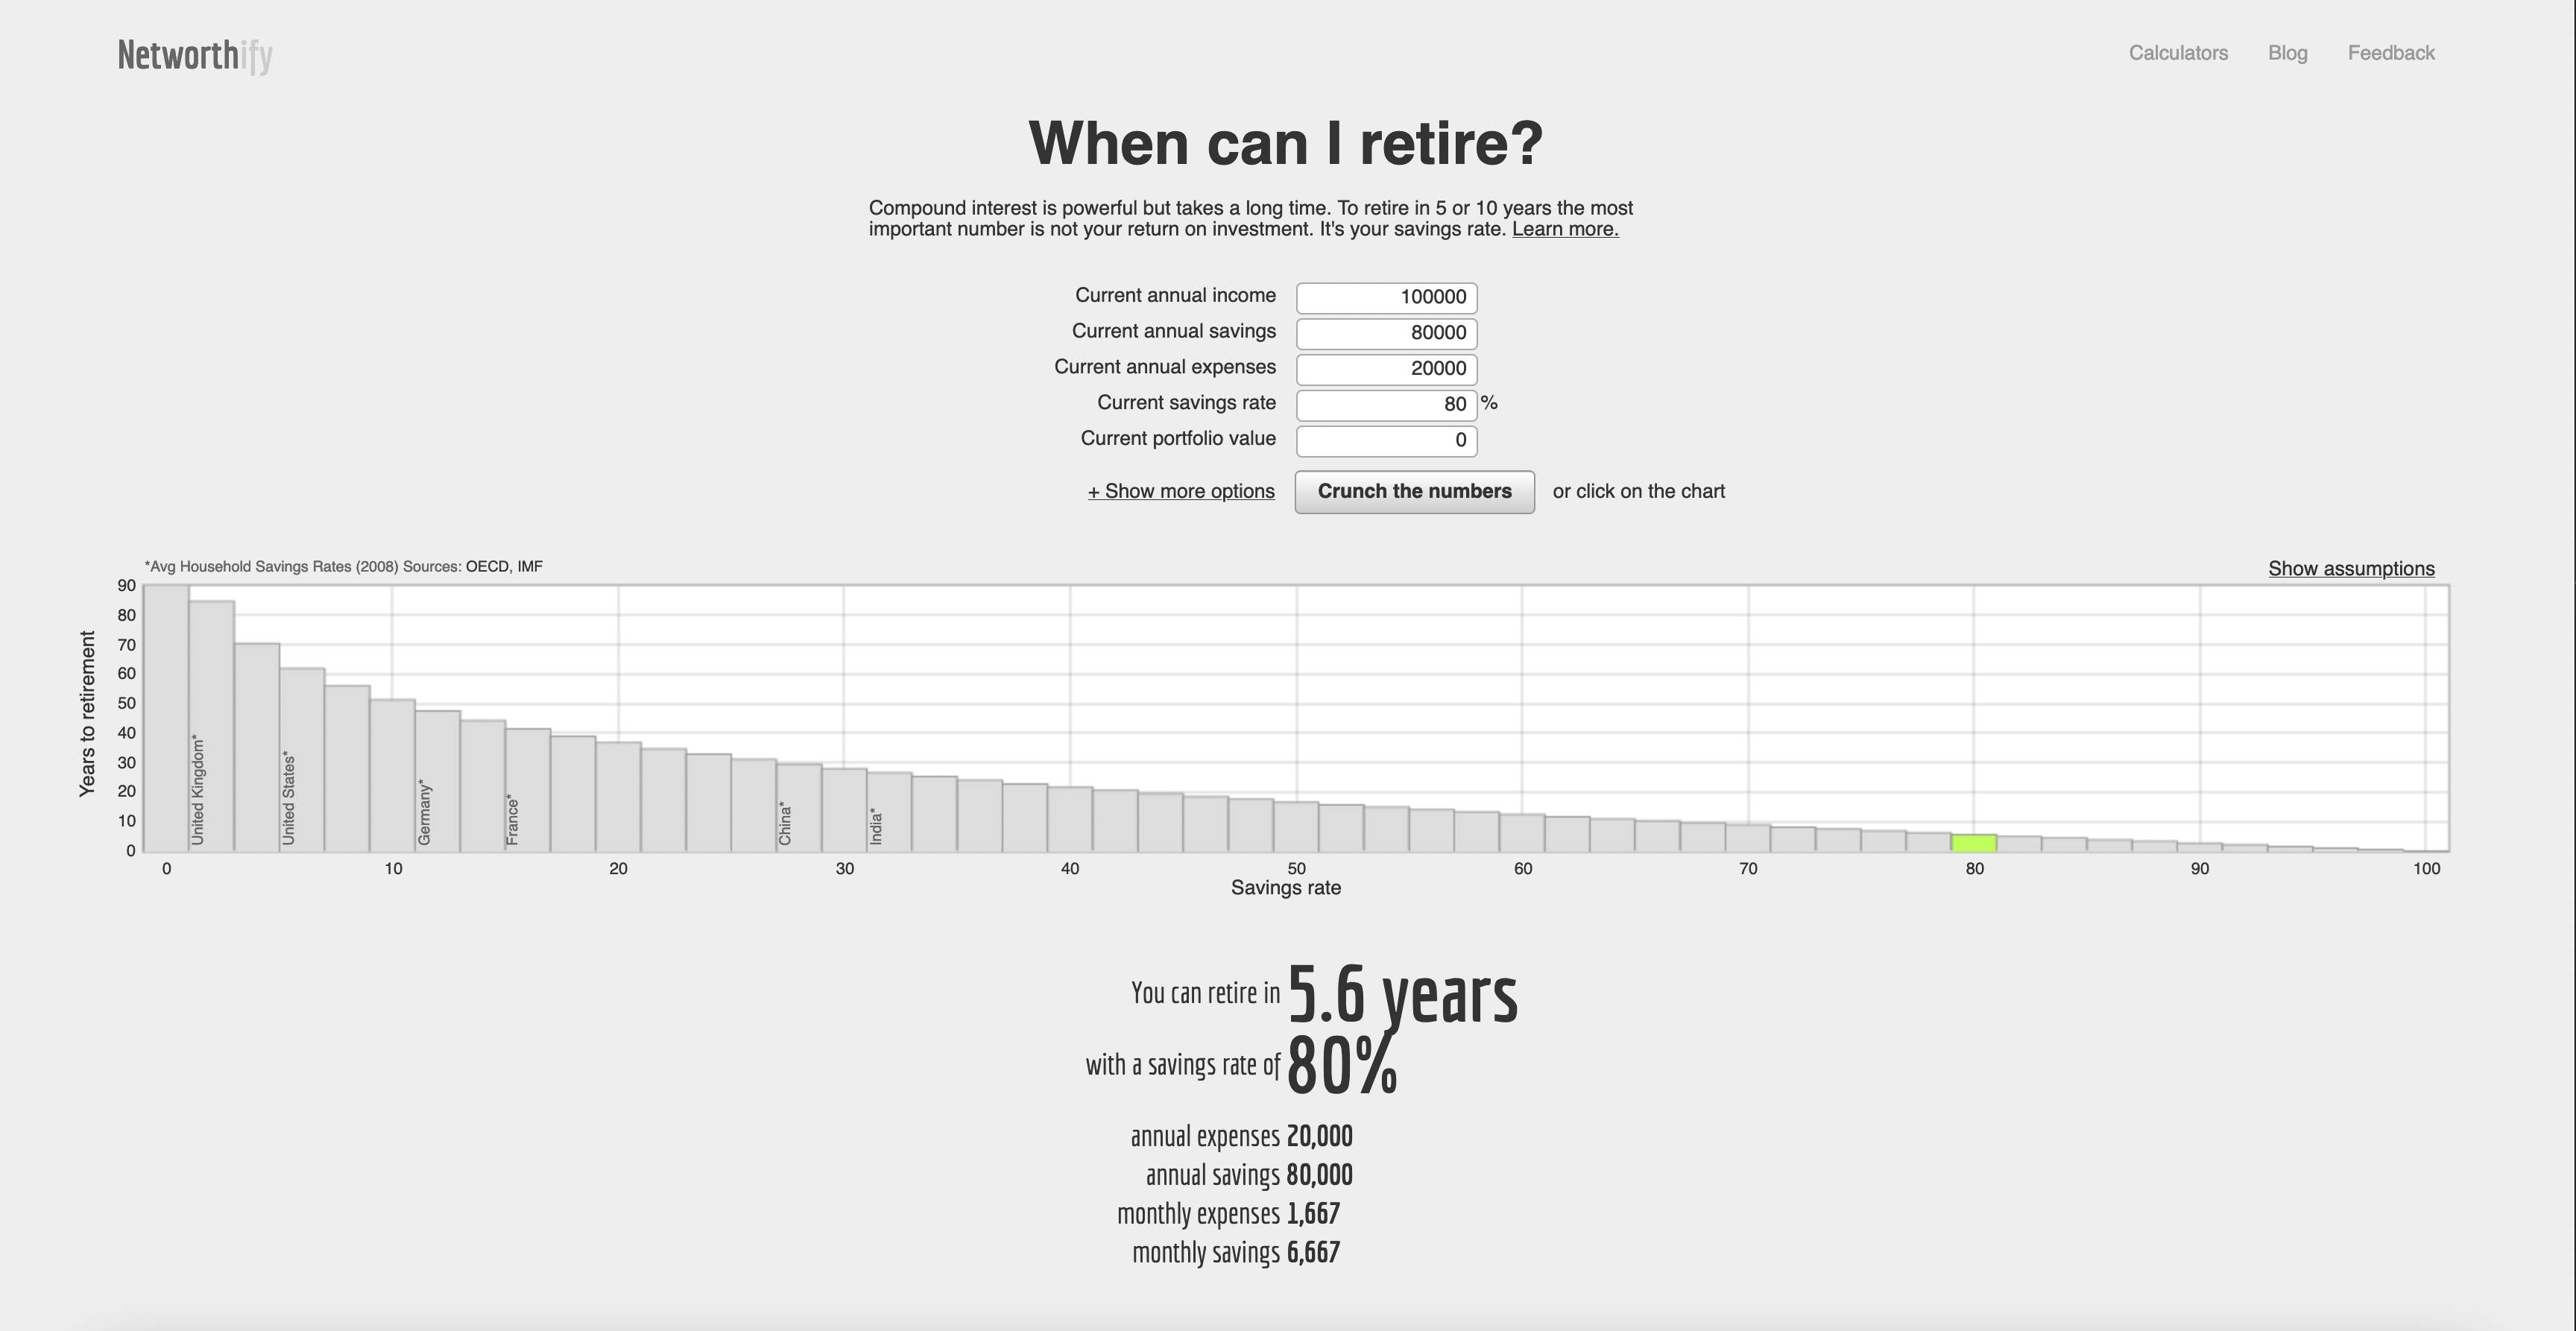 Networthify
Calculators Blog Feedback
When can I retire?
Compound interest is powerful but takes a long time. To retire in 5 or 10 years the most
important number is not your return on investment. It's your savings rate. Learn more.
Current annual income 100000
Current annual savings 80000
Current annual expenses 20000
Current savings rate 80 %
Current portfolio value 0
+ Show more options Crunch the numbers or click on the chart
*Avg Household Savings Rates (2008) Sources: OECD, IMF
Show assumptions
Years to retirement
90
80
70
60
50
40
30
20
10
0
United Kingdom*
United States*
Germany*
France*
China*
India*
0 10 20 30 40 50 60 70 80 90 100
Savings rate
You can retire in 5.6 years
with a savings rate of 80%
annual expenses 20,000
annual savings 80,000
monthly expenses 1,667
monthly savings 6,667